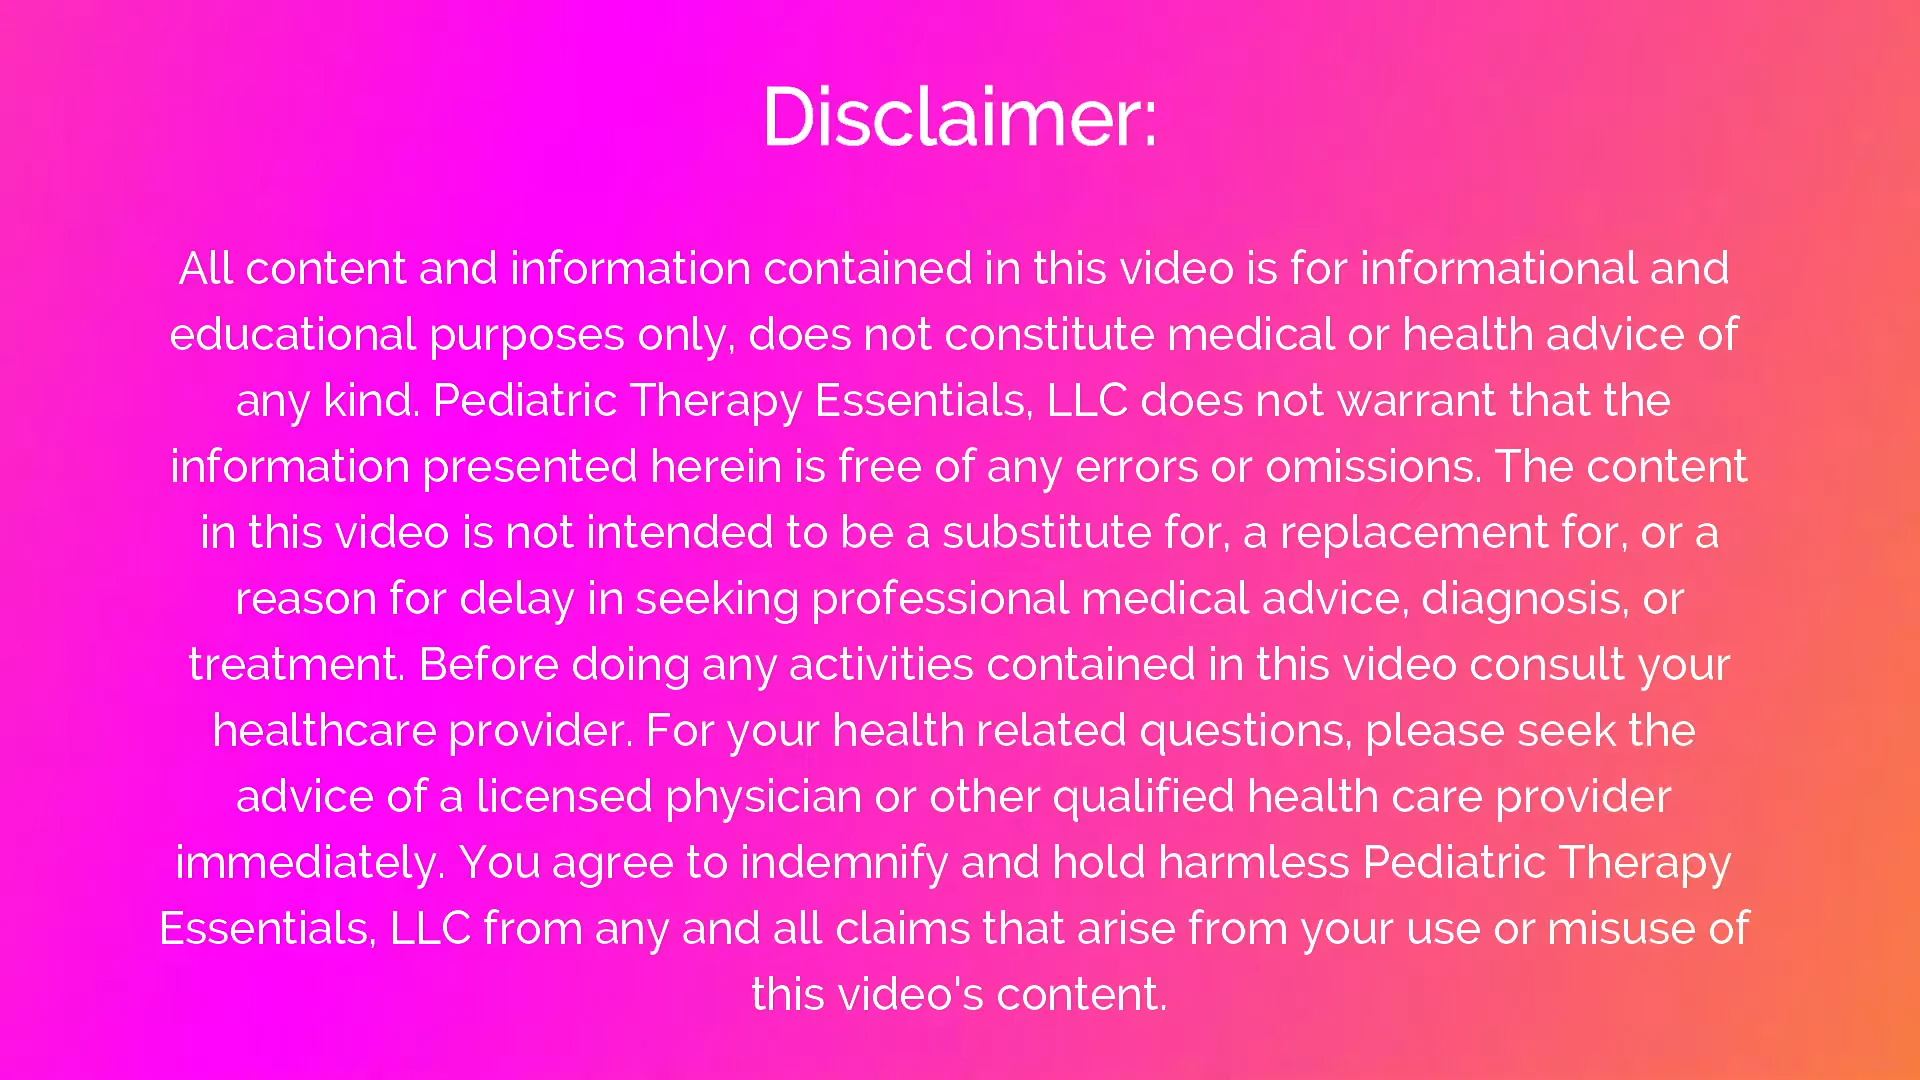 Disclaimer:
All content and information contained in this video is for informational and
educational purposes only, does not constitute medical or health advice of
any kind. Pediatric Therapy Essentials, LLC does not warrant that the
information presented herein is free of any errors or omissions. The content
in this video is not intended to be a substitute for, a replacement for, or a
reason for delay in seeking professional medical advice, diagnosis, or
treatment. Before doing any activities contained in this video consult your
healthcare provider. For your health related questions, please seek the
advice of a licensed physician or other qualified health care provider
immediately. You agree to indemnify and hold harmless Pediatric Therapy
Essentials, LLC from any and all claims that arise from your use or misuse of
this video's content.